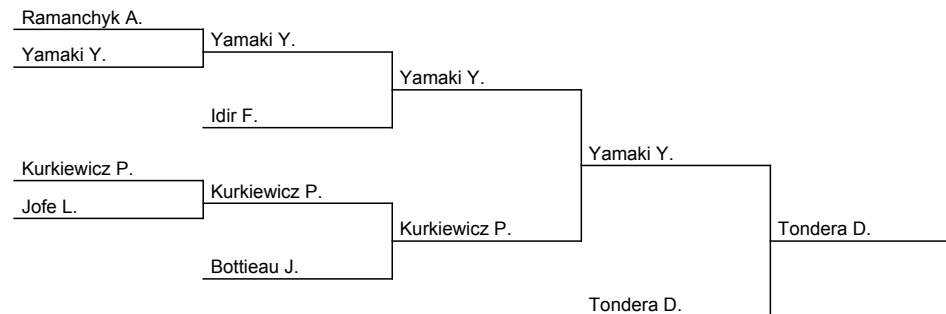 Ramanchyk A.
Yamaki Y.
Yamaki Y.
Yamaki Y.
Idir F.
Yamaki Y.
Kurkiewicz P.
Kurkiewicz P.
Jofe L.
Kurkiewicz P.
Tondera D.
Bottieau J.
Tondera D.